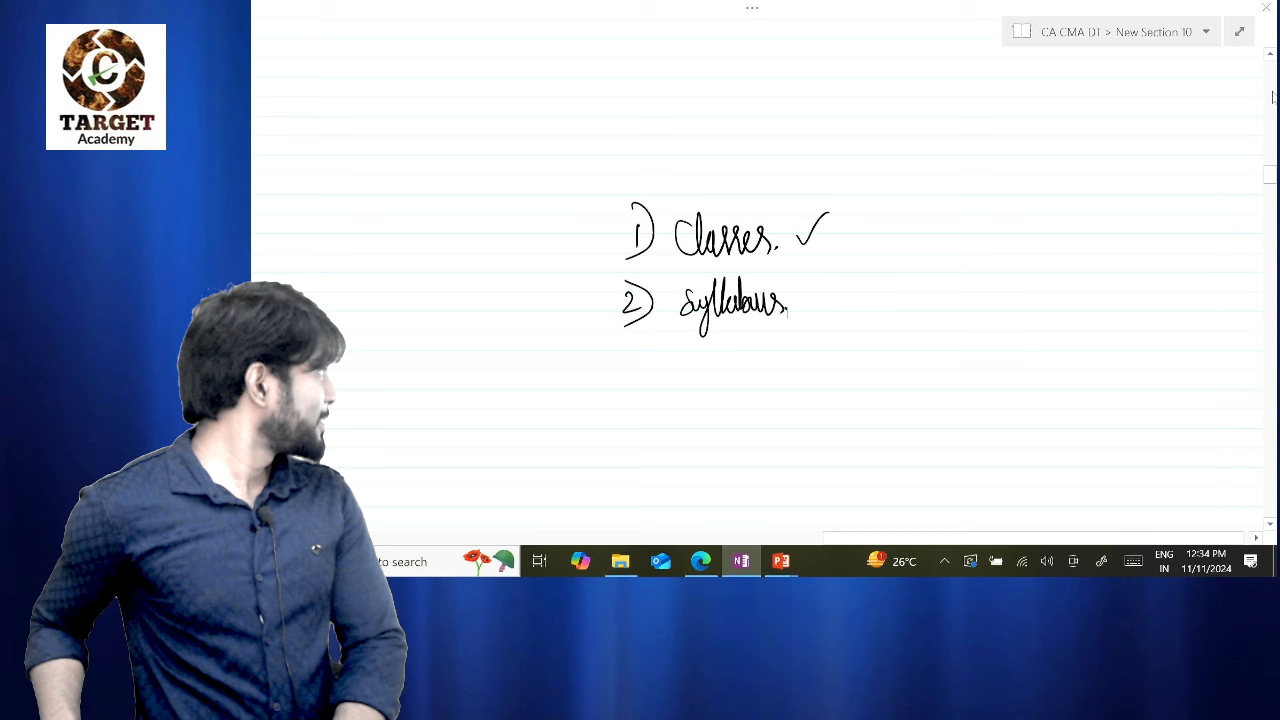 C
TARGET
Academy
CA CMA D1 > New Section 10
1) Classes. ✓
2) Syllabus.
to search
26°C
ENG
IN
12:34 PM
11/11/2024